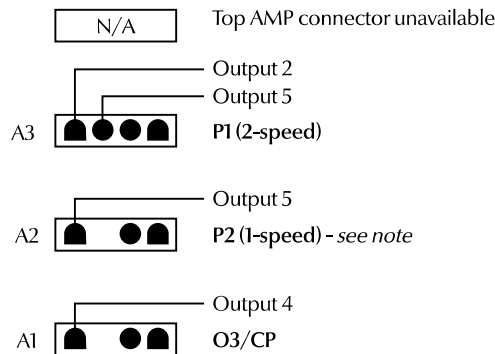 N/A Top AMP connector unavailable
Output 2
Output 5
A3 P1 (2-speed)
Output 5
A2 P2 (1-speed) - see note
Output 4
A1 O3/CP